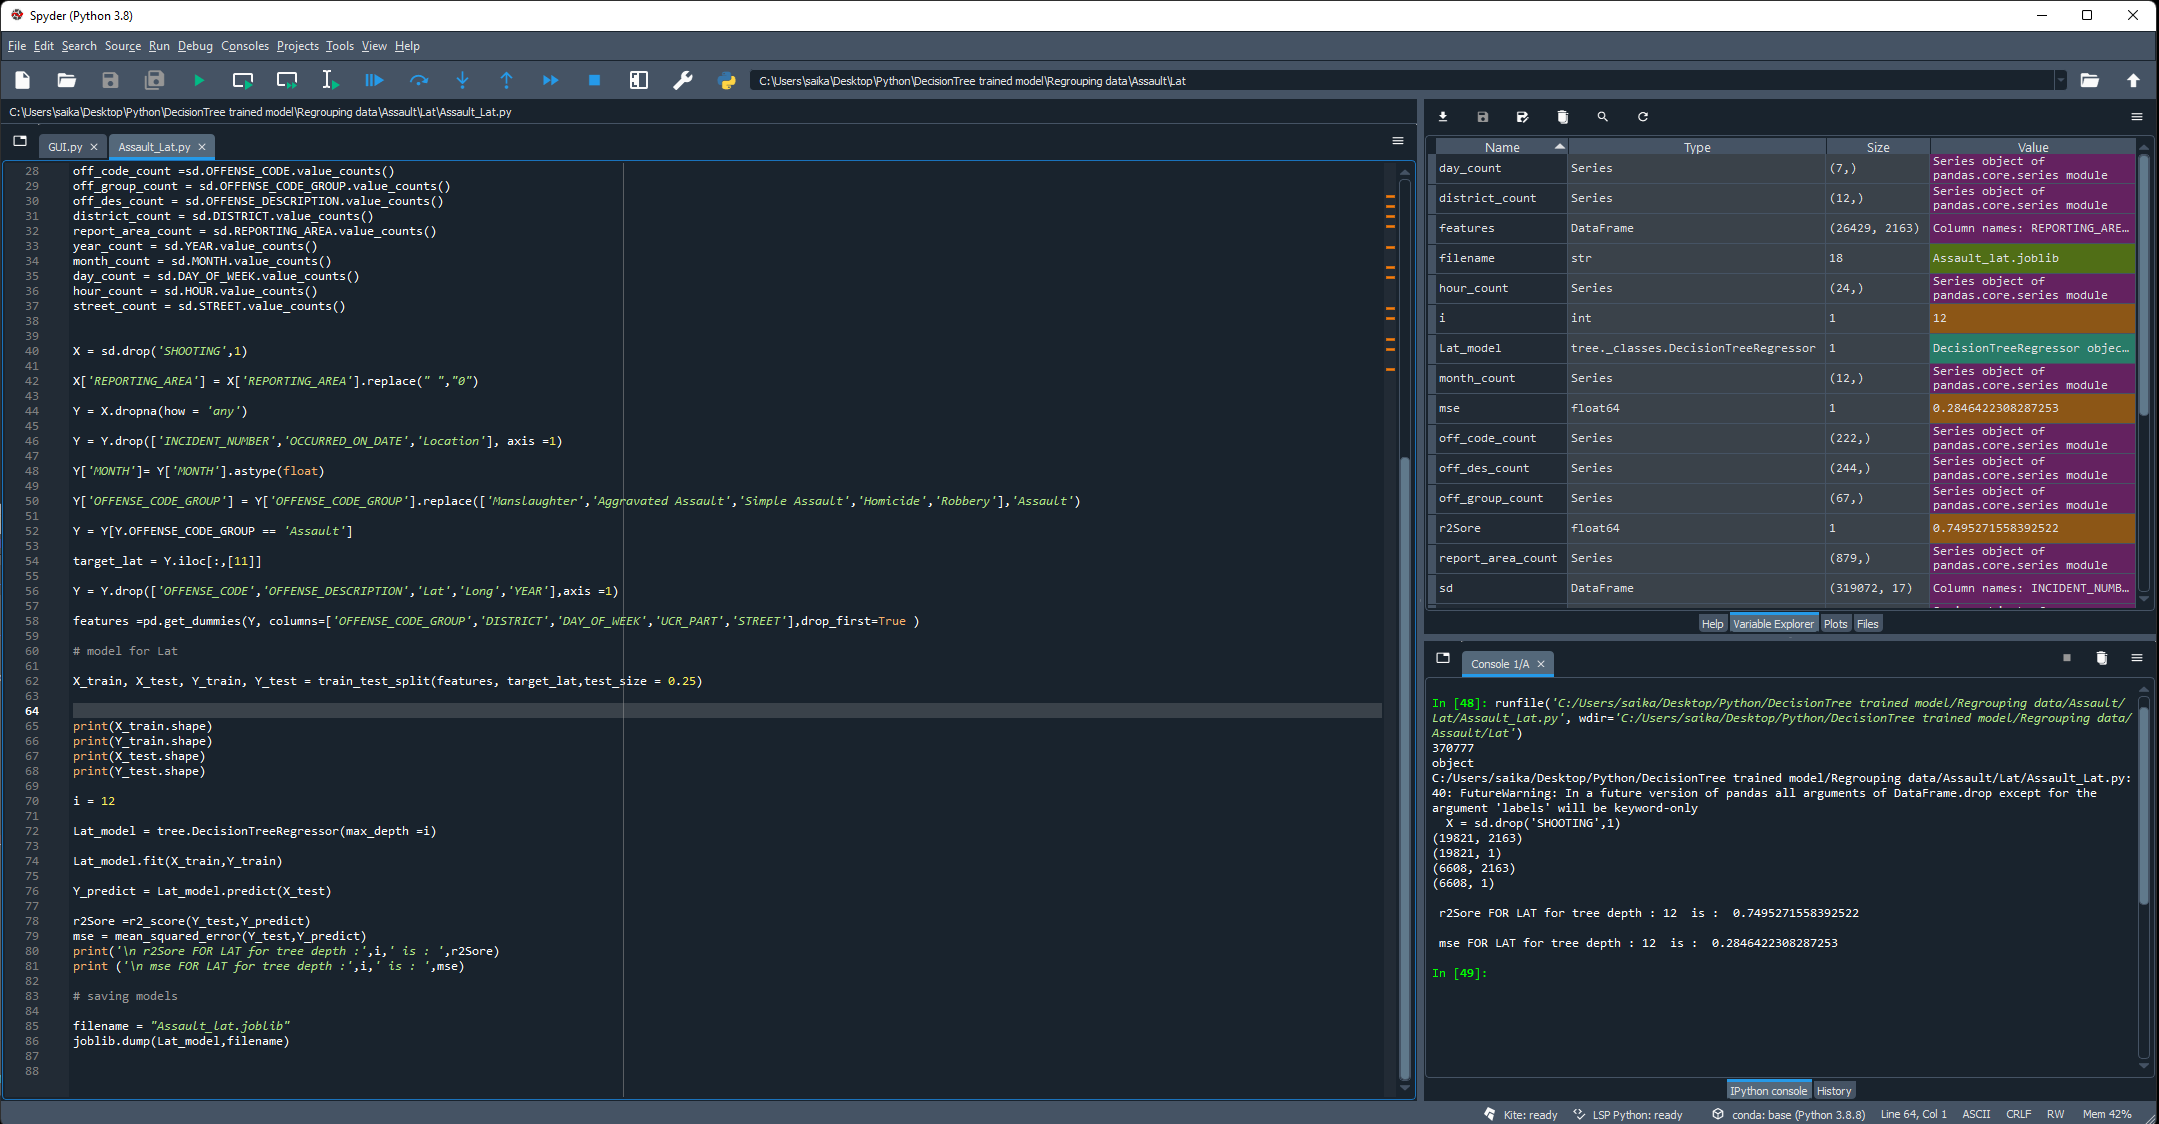 Spyder (Python 3.8)
File Edit Search Source Run Debug Consoles Projects Tools View Help
C:\Users\saika\Desktop\Python\DecisionTree trained model\Regrouping data\Assault\Lat
C:\Users\saika\Desktop\Python\DecisionTree trained model\Regrouping data\Assault\Lat\Assault_Lat.py
GUI.py Assault_Lat.py
28 off_code_count =sd.OFFENSE_CODE.value_counts()
29 off_group_count = sd.OFFENSE_CODE_GROUP.value_counts()
30 off_des_count = sd.OFFENSE_DESCRIPTION.value_counts()
31 district_count = sd.DISTRICT.value_counts()
32 report_area_count = sd.REPORTING_AREA.value_counts()
33 year_count = sd.YEAR.value_counts()
34 month_count = sd.MONTH.value_counts()
35 day_count = sd.DAY_OF_WEEK.value_counts()
36 hour_count = sd.HOUR.value_counts()
37 street_count = sd.STREET.value_counts()
38
39
40 X = sd.drop('SHOOTING',1)
41
42 X['REPORTING_AREA'] = X['REPORTING_AREA'].replace(" ","0")
43
44 Y = X.dropna(how = 'any')
45
46 Y = Y.drop(['INCIDENT_NUMBER','OCCURRED_ON_DATE','Location'], axis =1)
47
48 Y['MONTH']= Y['MONTH'].astype(float)
49
50 Y['OFFENSE_CODE_GROUP'] = Y['OFFENSE_CODE_GROUP'].replace(['Manslaughter','Aggravated Assault','Simple Assault','Homicide','Robbery'],'Assault')
51
52 Y = Y[Y.OFFENSE_CODE_GROUP == 'Assault']
53
54 target_lat = Y.iloc[:,[11]]
55
56 Y = Y.drop(['OFFENSE_CODE','OFFENSE_DESCRIPTION','Lat','Long','YEAR'],axis =1)
57
58 features =pd.get_dummies(Y, columns=['OFFENSE_CODE_GROUP','DISTRICT','DAY_OF_WEEK','UCR_PART','STREET'],drop_first=True )
59
60 # model for Lat
61
62 X_train, X_test, Y_train, Y_test = train_test_split(features, target_lat,test_size = 0.25)
63
64
65 print(X_train.shape)
66 print(Y_train.shape)
67 print(X_test.shape)
68 print(Y_test.shape)
69
70 i = 12
71
72 Lat_model = tree.DecisionTreeRegressor(max_depth =i)
73
74 Lat_model.fit(X_train,Y_train)
75
76 Y_predict = Lat_model.predict(X_test)
77
78 r2Sore =r2_score(Y_test,Y_predict)
79 mse = mean_squared_error(Y_test,Y_predict)
80 print('\n r2Sore FOR LAT for tree depth :',i,' is : ',r2Sore)
81 print ('\n mse FOR LAT for tree depth :',i,' is : ',mse)
82
83 # saving models
84
85 filename = "Assault_lat.joblib"
86 joblib.dump(Lat_model,filename)
87
88
Name Type Size Value
day_count Series (7,) Series object of pandas.core.series module
district_count Series (12,) Series object of pandas.core.series module
features DataFrame (26429, 2163) Column names: REPORTING_ARE…
filename str 18 Assault_lat.joblib
hour_count Series (24,) Series object of pandas.core.series module
i int 1 12
Lat_model tree._classes.DecisionTreeRegressor 1 DecisionTreeRegressor objec…
month_count Series (12,) Series object of pandas.core.series module
mse float64 1 0.2846422308287253
off_code_count Series (222,) Series object of pandas.core.series module
off_des_count Series (244,) Series object of pandas.core.series module
off_group_count Series (67,) Series object of pandas.core.series module
r2Sore float64 1 0.7495271558392522
report_area_count Series (879,) Series object of pandas.core.series module
sd DataFrame (319072, 17) Column names: INCIDENT_NUMB…
Help Variable Explorer Plots Files
Console 1/A
In [48]: runfile('C:/Users/saika/Desktop/Python/DecisionTree trained model/Regrouping data/Assault/
Lat/Assault_Lat.py', wdir='C:/Users/saika/Desktop/Python/DecisionTree trained model/Regrouping data/
Assault/Lat')
370777
object
C:/Users/saika/Desktop/Python/DecisionTree trained model/Regrouping data/Assault/Lat/Assault_Lat.py:
40: FutureWarning: In a future version of pandas all arguments of DataFrame.drop except for the
argument 'labels' will be keyword-only
X = sd.drop('SHOOTING',1)
(19821, 2163)
(19821, 1)
(6608, 2163)
(6608, 1)
r2Sore FOR LAT for tree depth : 12 is : 0.7495271558392522
mse FOR LAT for tree depth : 12 is : 0.2846422308287253
In [49]:
IPython console History
Kite: ready LSP Python: ready conda: base (Python 3.8.8) Line 64, Col 1 ASCII CRLF RW Mem 42%